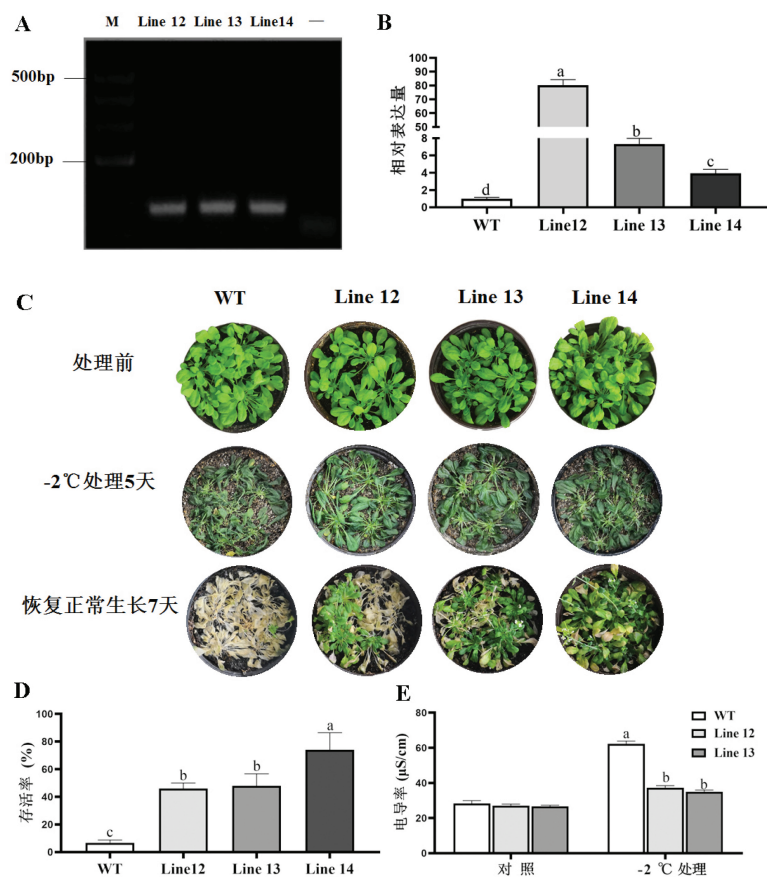 A
M Line 12 Line 13 Line14 —
500bp
200bp
B
相对表达量
100
90
80
70
60
50
8
6
4
2
0
a
b
c
d
WT Line12 Line 13 Line 14
C
WT Line 12 Line 13 Line 14
处理前
-2℃处理5天
恢复正常生长7天
D
存活率 (%)
100
80
60
40
20
0
c
b
b
a
WT Line12 Line 13 Line 14
E
电导率 (μS/cm)
80
60
40
20
0
a
b
b
WT
Line 12
Line 13
对 照
-2 ℃ 处理